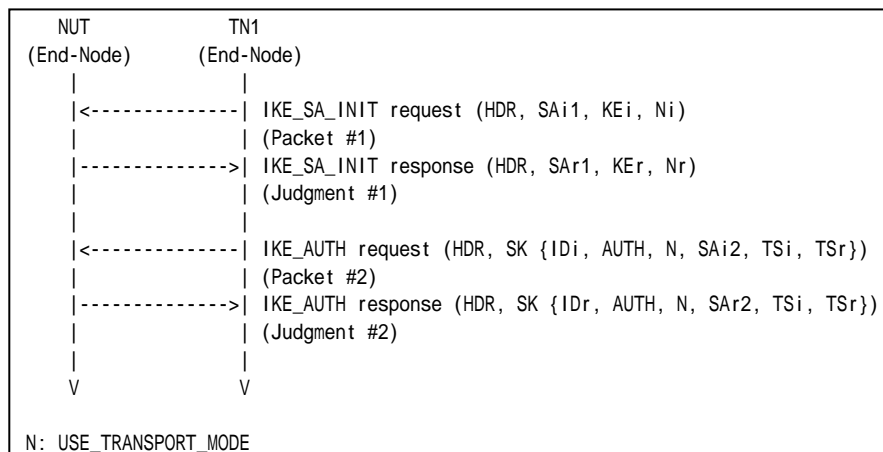 NUT TN1
(End-Node) (End-Node)
| |
|<--------------| IKE_SA_INIT request (HDR, SAi1, KEi, Ni)
| | (Packet #1)
|-------------->| IKE_SA_INIT response (HDR, SAr1, KEr, Nr)
| | (Judgment #1)
| |
|<--------------| IKE_AUTH request (HDR, SK {IDi, AUTH, N, SAi2, TSi, TSr})
| | (Packet #2)
|-------------->| IKE_AUTH response (HDR, SK {IDr, AUTH, N, SAr2, TSi, TSr})
| | (Judgment #2)
| |
V V
N: USE_TRANSPORT_MODE